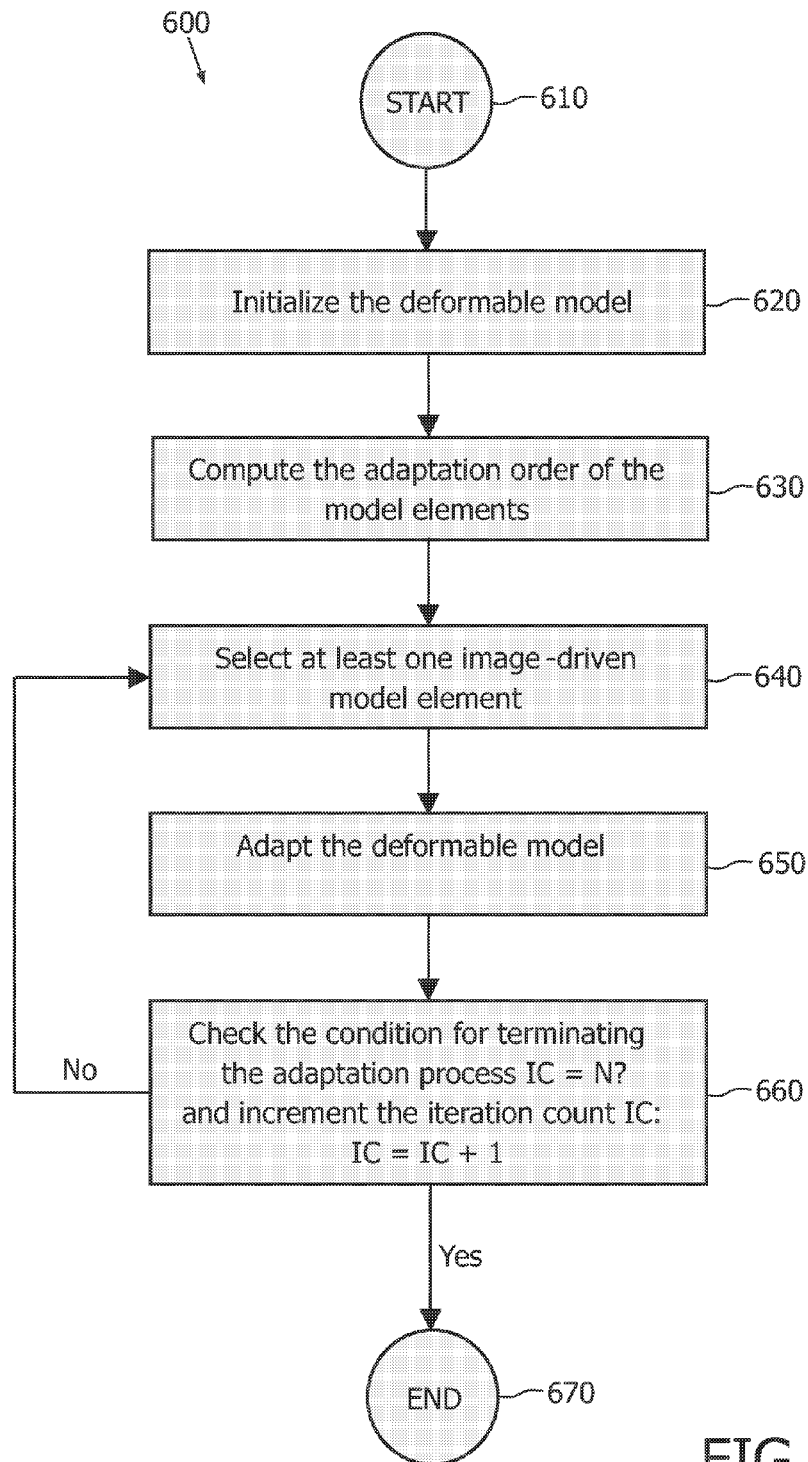 600
START
610
Initialize the deformable model
620
Compute the adaptation order of the
model elements
630
Select at least one image-driven
model element
640
Adapt the deformable model
650
Check the condition for terminating
the adaptation process IC = N?
and increment the iteration count IC:
IC = IC + 1
660
No
Yes
END
670
FIG